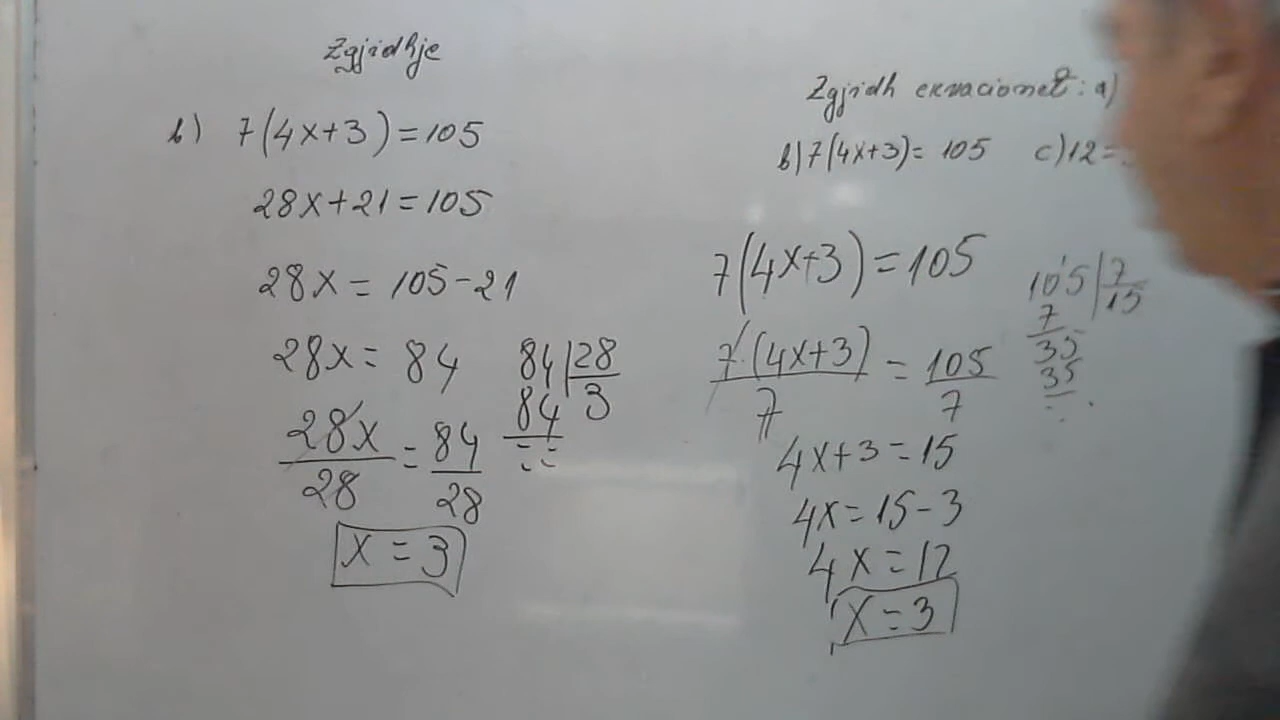 Zgjidhje
b) 7(4x+3)=105
28x+21=105
28x = 105-21
28x = 84
84|28
84 3
28x/28 = 84/28
x = 3
Zgjidh ekuacionet: a)
b) 7(4x+3)= 105 c) 12=
7(4x+3)=105
105|7
7 15
35
35
7·(4x+3)/7 = 105/7
4x+3=15
4x=15-3
4x=12
x=3